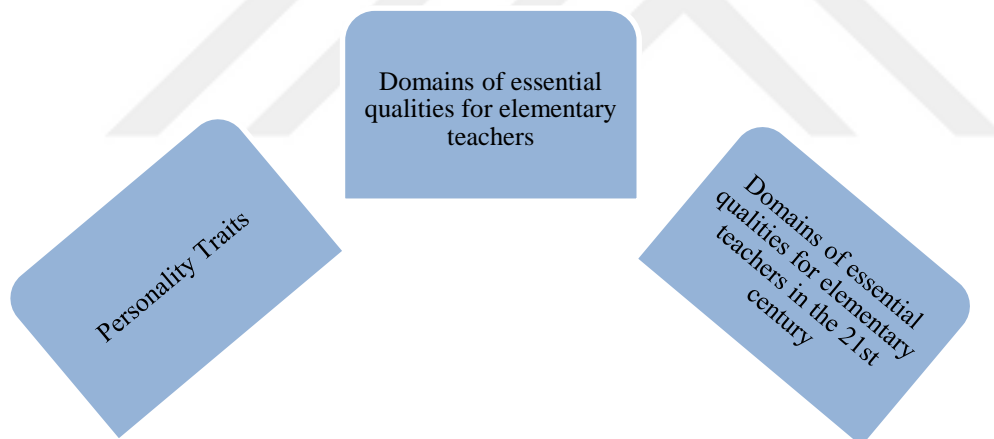 Personality Traits
Domains of essential
qualities for elementary
teachers
Domains of essential
qualities for elementary
teachers in the 21st
century